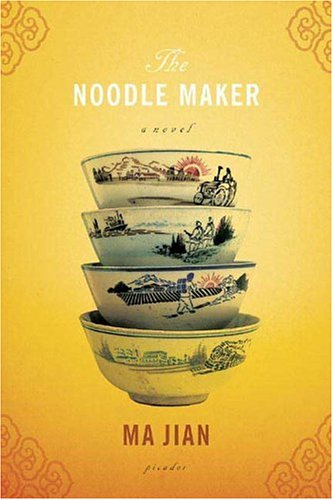 The
NOODLE MAKER
a novel
MA JIAN
picador